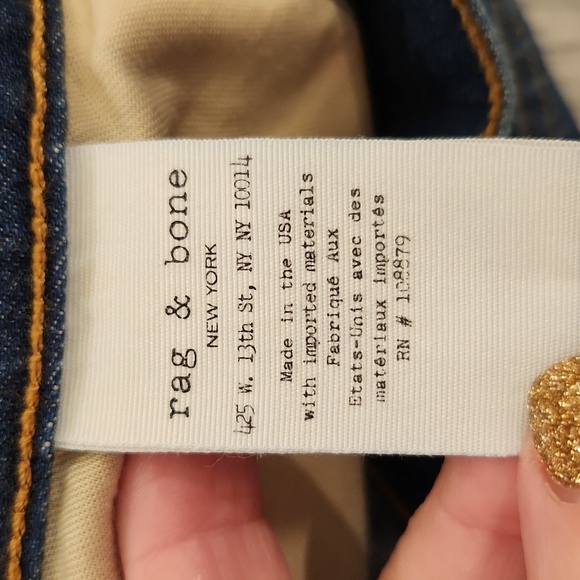 rag & bone
NEW YORK
425 W. 13th St, NY NY 10014
Made in the USA
with imported materials
Fabriqué Aux
Etats-Unis avec des
matériaux importés
RN # 108879